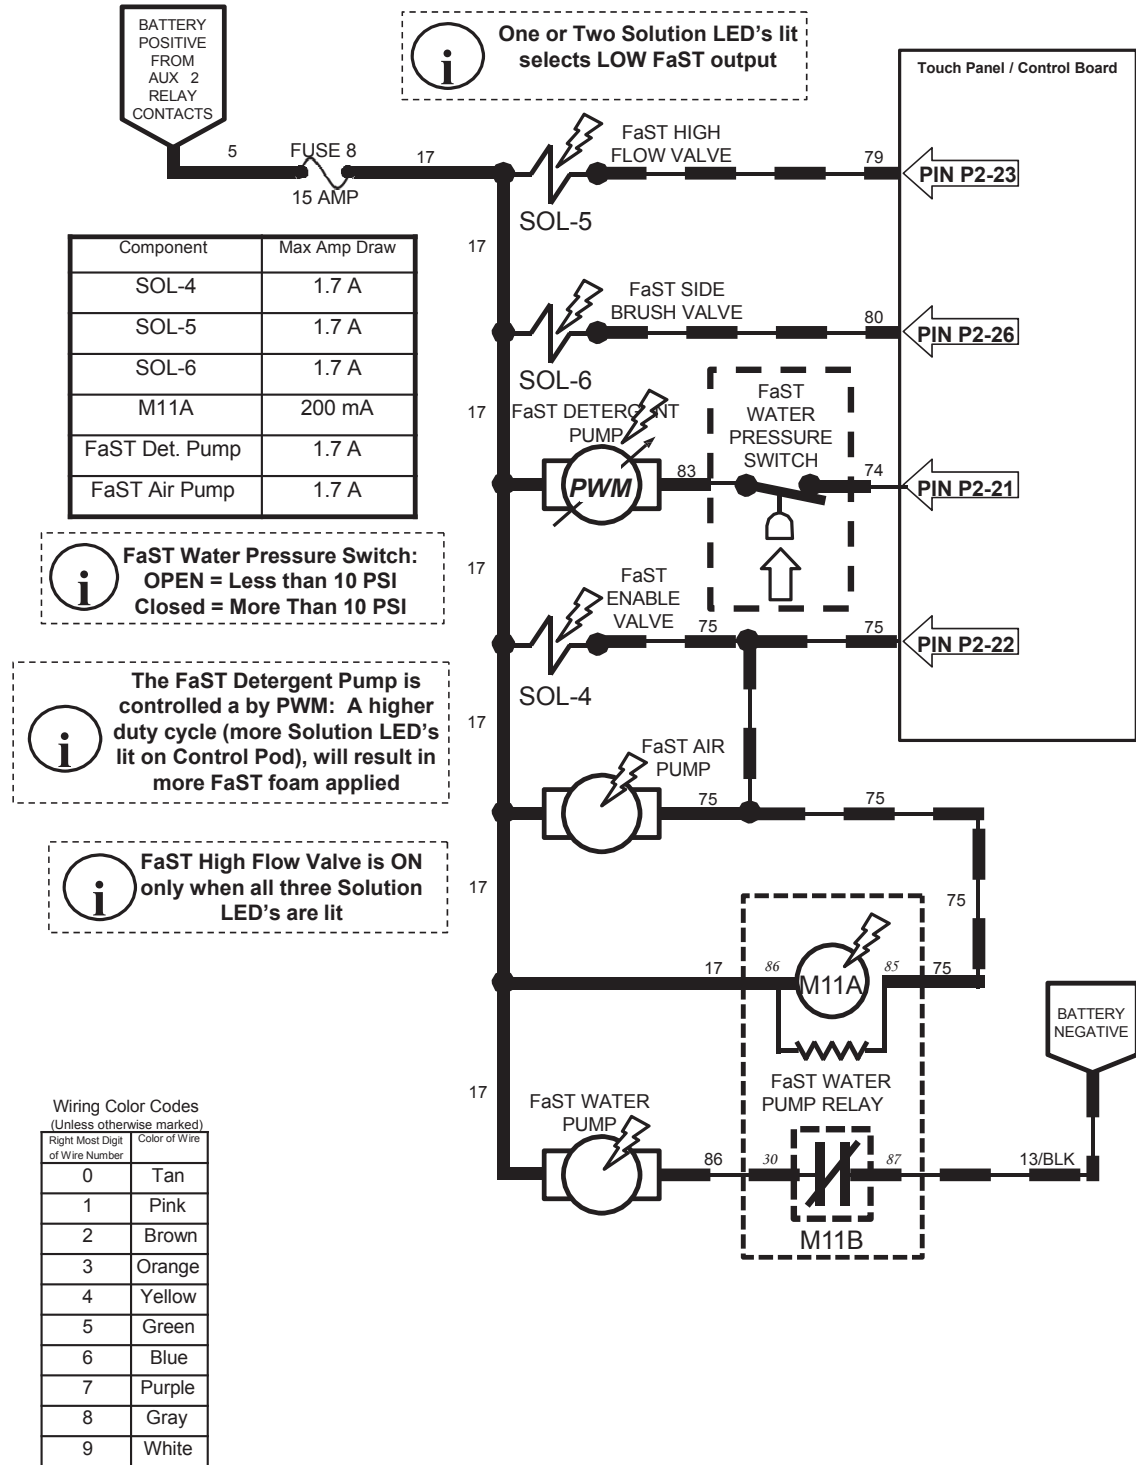 BATTERY
POSITIVE
FROM
AUX 2
RELAY
CONTACTS
i
One or Two Solution LED's lit
selects LOW FaST output
Touch Panel / Control Board
5
FUSE 8
15 AMP
17
FaST HIGH
FLOW VALVE
SOL-5
79
PIN P2-23
17
Component Max Amp Draw
SOL-4 1.7 A
SOL-5 1.7 A
SOL-6 1.7 A
M11A 200 mA
FaST Det. Pump 1.7 A
FaST Air Pump 1.7 A
FaST SIDE
BRUSH VALVE
SOL-6
80
PIN P2-26
17
FaST DETERGENT
PUMP
PWM
83
FaST
WATER
PRESSURE
SWITCH
74
PIN P2-21
i
FaST Water Pressure Switch:
OPEN = Less than 10 PSI
Closed = More Than 10 PSI
17
FaST
ENABLE
VALVE
SOL-4
75
75
PIN P2-22
i
The FaST Detergent Pump is
controlled a by PWM: A higher
duty cycle (more Solution LED's
lit on Control Pod), will result in
more FaST foam applied
17
FaST AIR
PUMP
75
75
i
FaST High Flow Valve is ON
only when all three Solution
LED's are lit
17
75
17
86
M11A
85
75
FaST WATER
PUMP RELAY
BATTERY
NEGATIVE
17
FaST WATER
PUMP
86
30
87
M11B
13/BLK
Wiring Color Codes
(Unless otherwise marked)
Right Most Digit
of Wire Number
Color of Wire
0 Tan
1 Pink
2 Brown
3 Orange
4 Yellow
5 Green
6 Blue
7 Purple
8 Gray
9 White